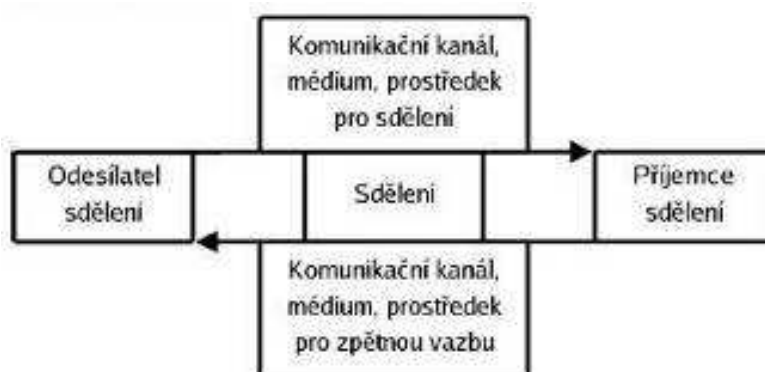 Komunikační kanál,
médium, prostředek
pro sdělení
Odesílatel
sdělení
Sdělení
Příjemce
sdělení
Komunikační kanál,
médium, prostředek
pro zpětnou vazbu